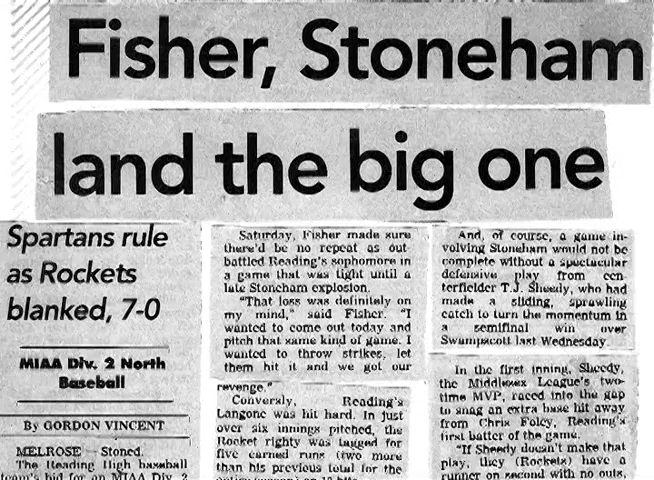 Fisher, Stoneham
land the big one
Spartans rule
as Rockets
blanked, 7-0
MIAA Div. 2 North
Baseball
By GORDON VINCENT
MELROSE — Stoned.
The Reading High baseball
team's bid for an MIAA Div. 2
Saturday, Fisher made sure
there'd be no repeat as out-
battled Reading's sophomore in
a game that was tight until a
late Stoneham explosion.
"That loss was definitely on
my mind," said Fisher. "I
wanted to come out today and
pitch that same kind of game. I
wanted to throw strikes, let
them hit it and we got our
revenge."
Conversly, Reading's
Langone was hit hard. In just
over six innings pitched, the
Rocket righty was tagged for
five earned runs (two more
than his previous total for the
entire season) on 12 hits
And, of course, a game in-
volving Stoneham would not be
complete without a spectacular
defensive play from cen-
terfielder T.J. Sheedy, who had
made a sliding, sprawling
catch to turn the momentum in
a semifinal win over
Swampscott last Wednesday.
In the first inning, Sheedy,
the Middlesex League's two-
time MVP, raced into the gap
to snag an extra base hit away
from Chris Foley, Reading's
first batter of the game.
"If Sheedy doesn't make that
play, they (Rockets) have a
runner on second with no outs,